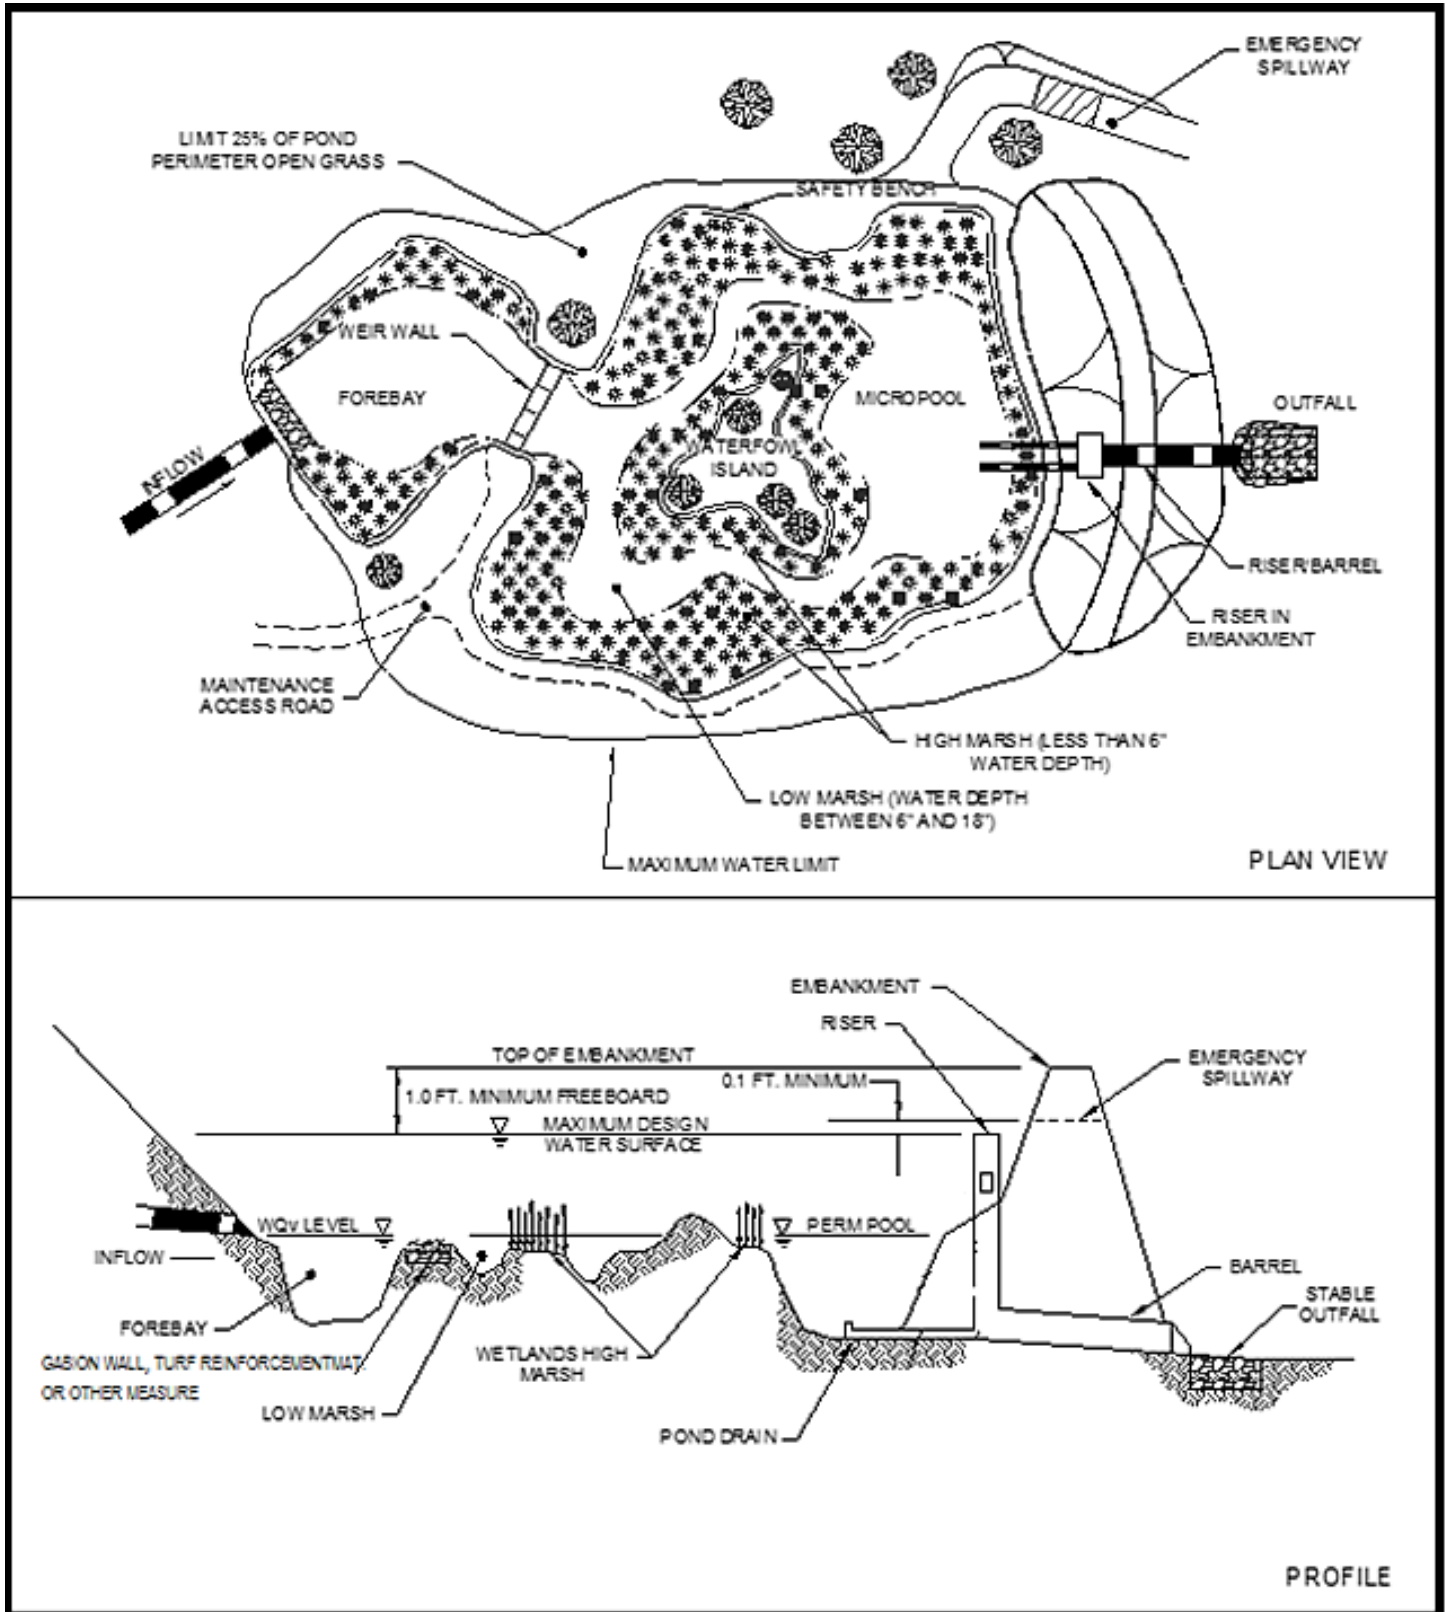 EMERGENCY
SPILLWAY
LIMIT 25% OF POND
PERIMETER OPEN GRASS
SAFETY BENCH
WEIR WALL
FOREBAY
MICROPOOL
OUTFALL
WATERFOWL
ISLAND
INFLOW
RISER/BARREL
RISER IN
EMBANKMENT
MAINTENANCE
ACCESS ROAD
HIGH MARSH (LESS THAN 6"
WATER DEPTH)
LOW MARSH (WATER DEPTH
BETWEEN 6" AND 18")
MAXIMUM WATER LIMIT
PLAN VIEW
EMBANKMENT
RISER
TOP OF EMBANKMENT
EMERGENCY
SPILLWAY
0.1 FT. MINIMUM
1.0 FT. MINIMUM FREEBOARD
MAXIMUM DESIGN
WATER SURFACE
WQv LEVEL
PERM POOL
INFLOW
BARREL
STABLE
OUTFALL
FOREBAY
WETLANDS HIGH
MARSH
GABION WALL, TURF REINFORCEMENT MAT,
OR OTHER MEASURE
LOW MARSH
POND DRAIN
PROFILE